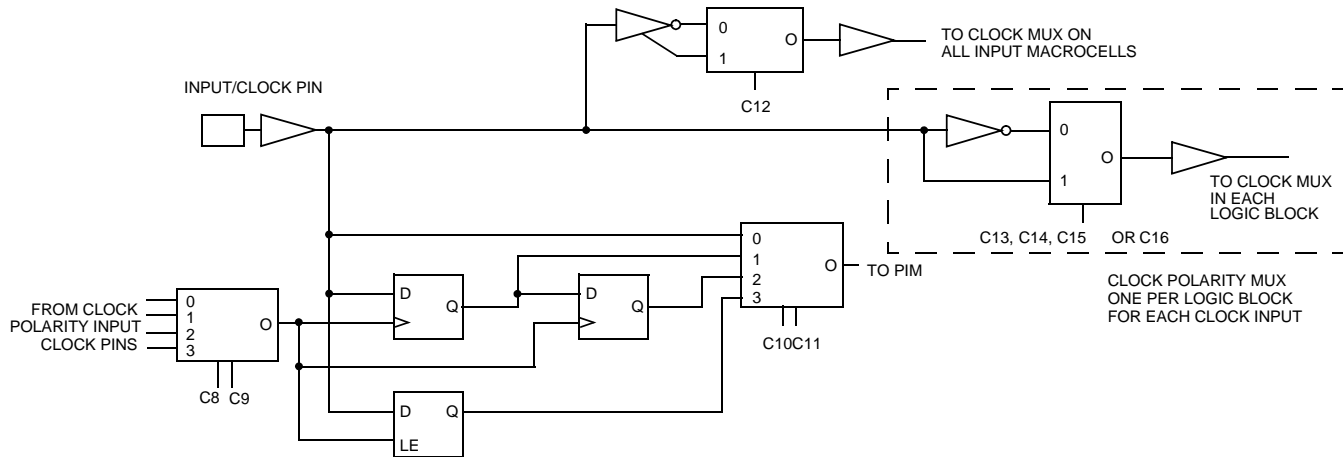 0
1
O
C12
TO CLOCK MUX ON
ALL INPUT MACROCELLS
INPUT/CLOCK PIN
0
1
O
TO CLOCK MUX
IN EACH
LOGIC BLOCK
C13, C14, C15 OR C16
CLOCK POLARITY MUX
ONE PER LOGIC BLOCK
FOR EACH CLOCK INPUT
0
1
2
3
O
TO PIM
C10C11
FROM CLOCK
POLARITY INPUT
CLOCK PINS
0
1
2
3
O
C8 C9
D Q
D Q
D Q
LE